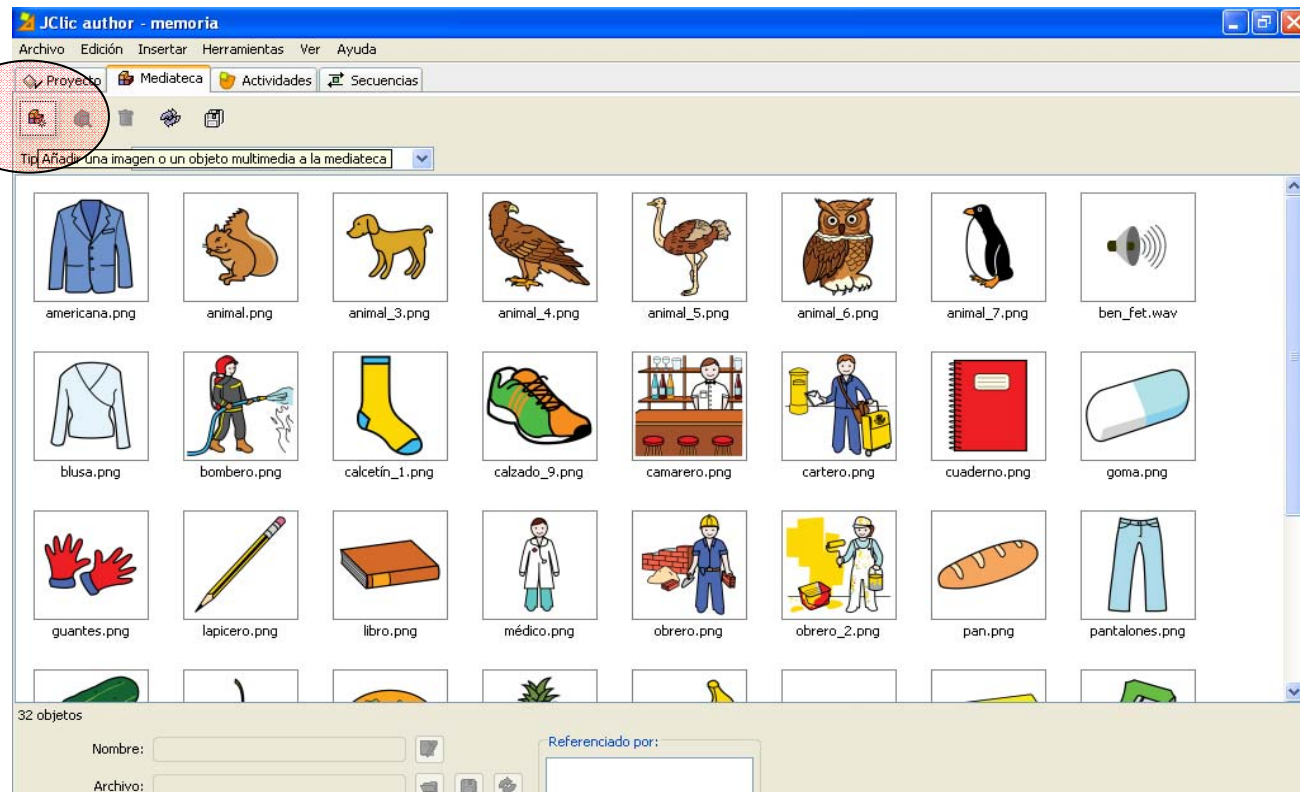 JClic author - memoria
Archivo Edición Insertar Herramientas Ver Ayuda
Proyecto Mediateca Actividades Secuencias
Tip Añadir una imagen o un objeto multimedia a la mediateca
americana.png animal.png animal_3.png animal_4.png animal_5.png animal_6.png animal_7.png ben_fet.wav
blusa.png bombero.png calcetín_1.png calzado_9.png camarero.png cartero.png cuaderno.png goma.png
guantes.png lapicero.png libro.png médico.png obrero.png obrero_2.png pan.png pantalones.png
32 objetos
Nombre:
Referenciado por:
Archivo: